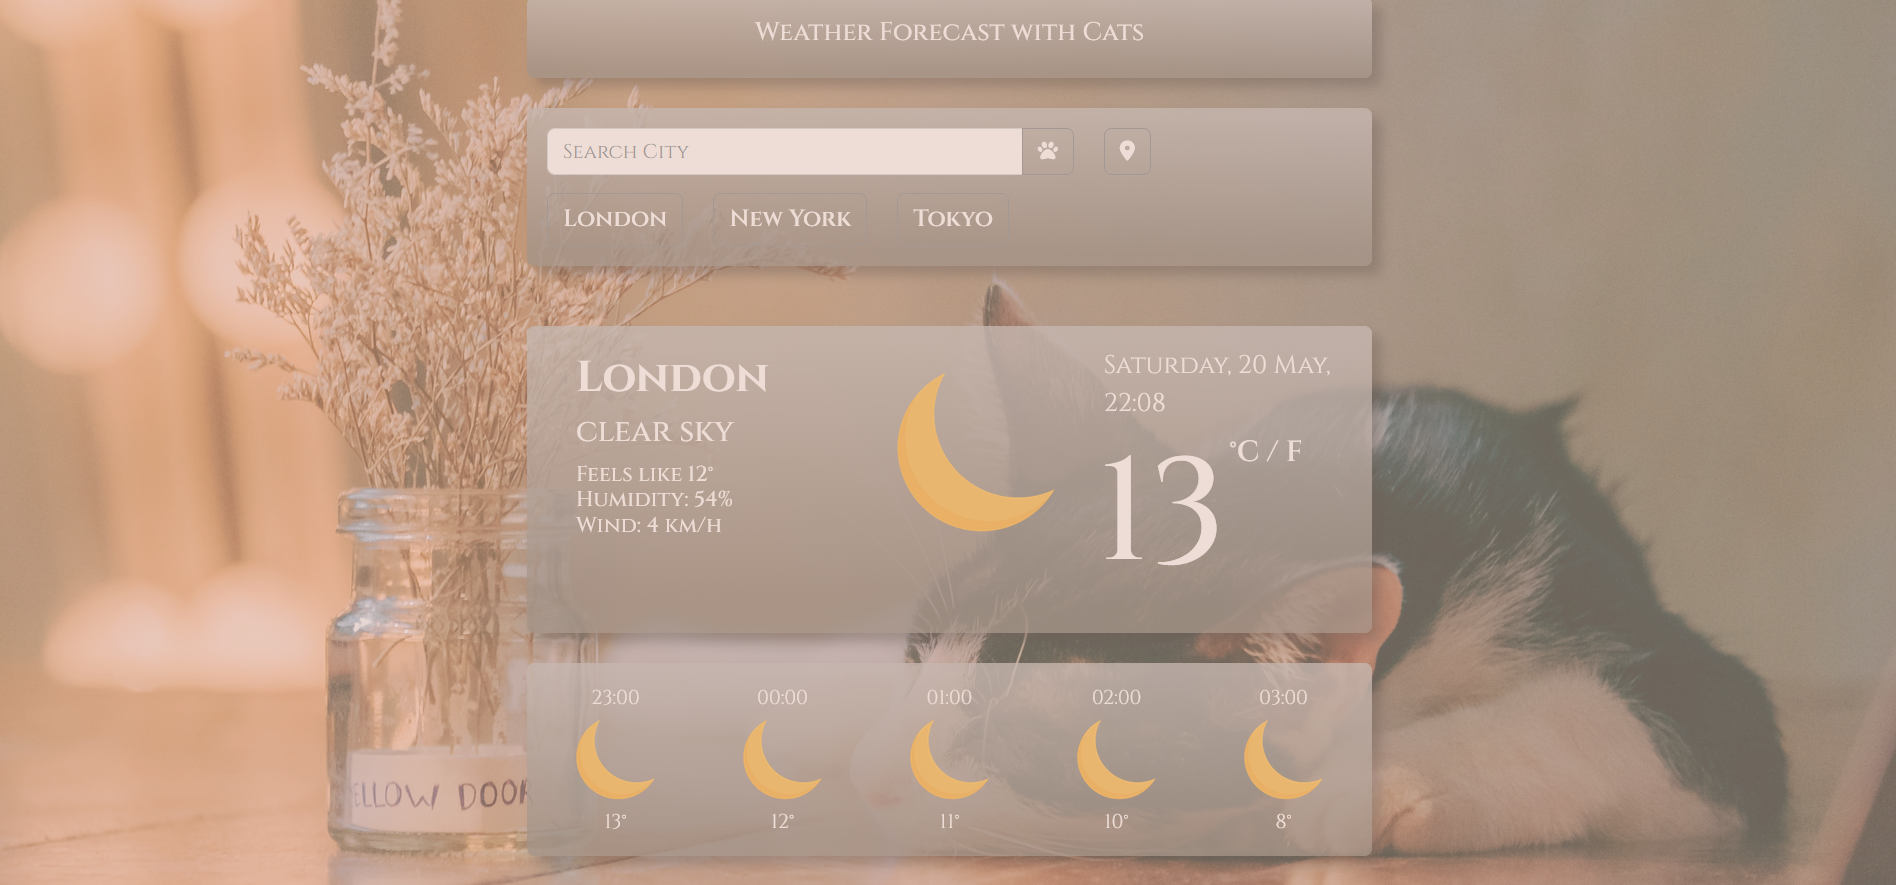 Weather Forecast with Cats
Search City
London
New York
Tokyo
London
Saturday, 20 May,
22:08
clear sky
°C / F
13
Feels like 12°
Humidity: 54%
Wind: 4 km/h
23:00
00:00
01:00
02:00
03:00
13°
12°
11°
10°
8°
ELLOW DOOR